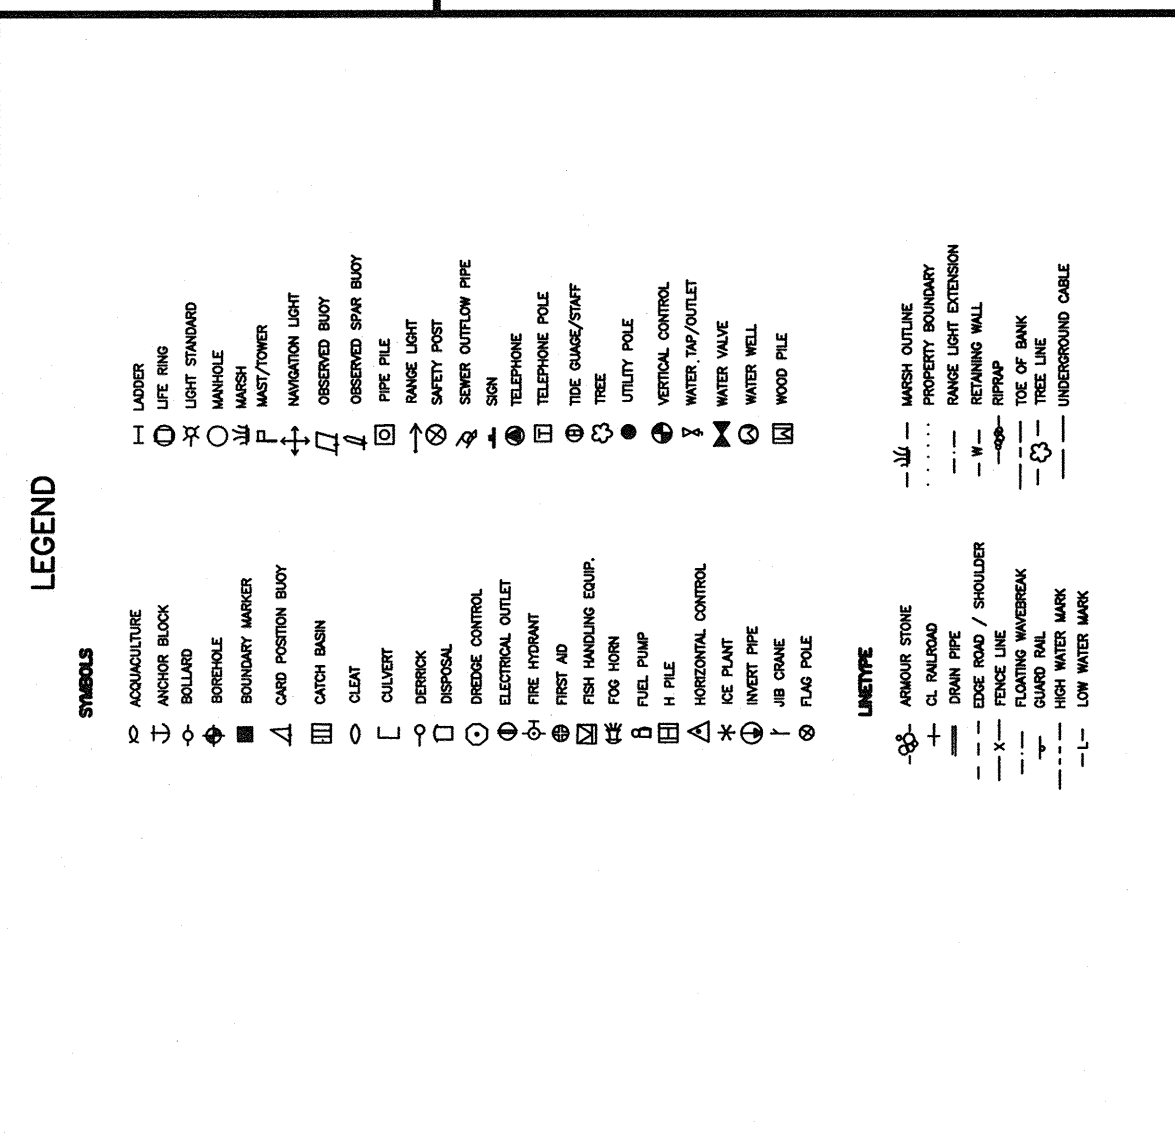 LEGEND
SYMBOLS
ACQUACULTURE
ANCHOR BLOCK
BOLLARD
BOREHOLE
BOUNDARY MARKER
CARD POSITION BUOY
CATCH BASIN
CLEAT
CULVERT
DERRICK
DISPOSAL
DREDGE CONTROL
ELECTRICAL OUTLET
FIRE HYDRANT
FIRST AID
FISH HANDLING EQUIP.
FOG HORN
FUEL PUMP
H PILE
HORIZONTAL CONTROL
ICE PLANT
INVERT PIPE
JIB CRANE
FLAG POLE
LADDER
LIFE RING
LIGHT STANDARD
MANHOLE
MARSH
MAST/TOWER
NAVIGATION LIGHT
OBSERVED BUOY
OBSERVED SPAR BUOY
PIPE PILE
RANGE LIGHT
SAFETY POST
SEWER OUTFLOW PIPE
SIGN
TELEPHONE
T TELEPHONE POLE
TIDE GUAGE/STAFF
TREE
UTILITY POLE
VERTICAL CONTROL
WATER TAP/OUTLET
WATER VALVE
W WATER WELL
W WOOD PILE
LINETYPE
ARMOUR STONE
CL RAILROAD
DRAIN PIPE
EDGE ROAD / SHOULDER
X FENCE LINE
FLOATING WAVEBREAK
GUARD RAIL
HIGH WATER MARK
L LOW WATER MARK
MARSH OUTLINE
PROPERTY BOUNDARY
RANGE LIGHT EXTENSION
W RETAINING WALL
RIPRAP
TOE OF BANK
TREE LINE
UNDERGROUND CABLE